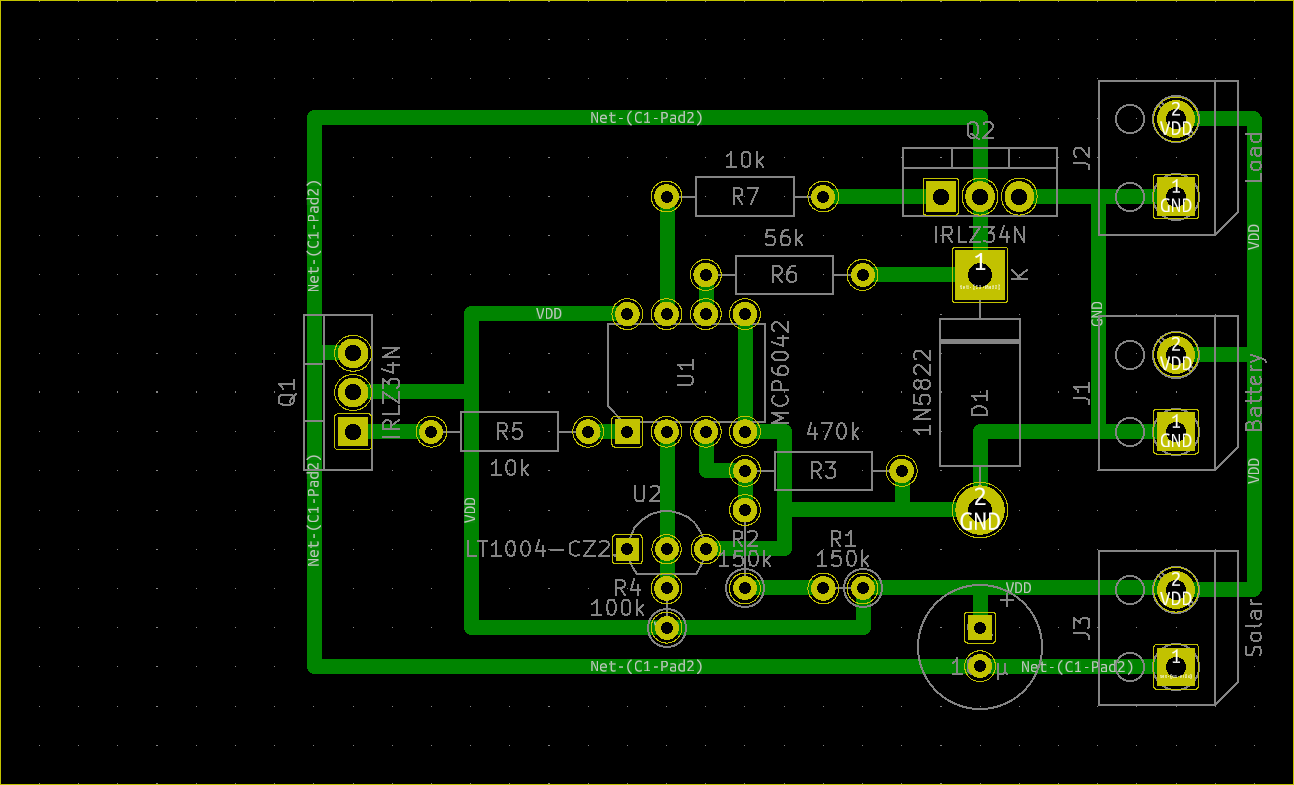 Net-(C1-Pad2)
Q2
10k
R7
IRLZ34N
J2
Load
2
VDD
1
GND
Net-(C1-Pad2)
56k
R6
1
K
VDD
VDD
GND
U1
MCP6042
1N5822
D1
J1
Battery
2
VDD
1
GND
Q1
IRLZ34N
R5
10k
470k
R3
VDD
U2
LT1004-CZ2
2
GND
VDD
Net-(C1-Pad2)
R2
150k
R1
150k
R4
100k
VDD
+
J3
Solar
2
VDD
1
Net-(C1-Pad2)
Net-(C1-Pad2)